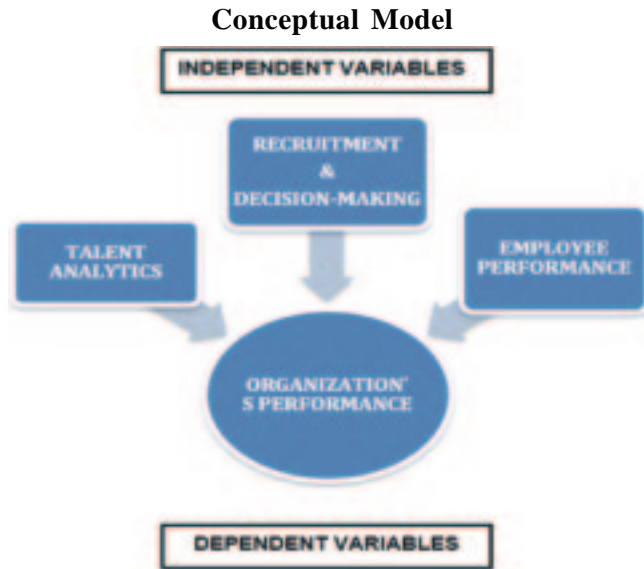 Conceptual Model
INDEPENDENT VARIABLES
RECRUITMENT
&
DECISION-MAKING
TALENT
ANALYTICS
EMPLOYEE
PERFORMANCE
ORGANIZATION'
S PERFORMANCE
DEPENDENT VARIABLES